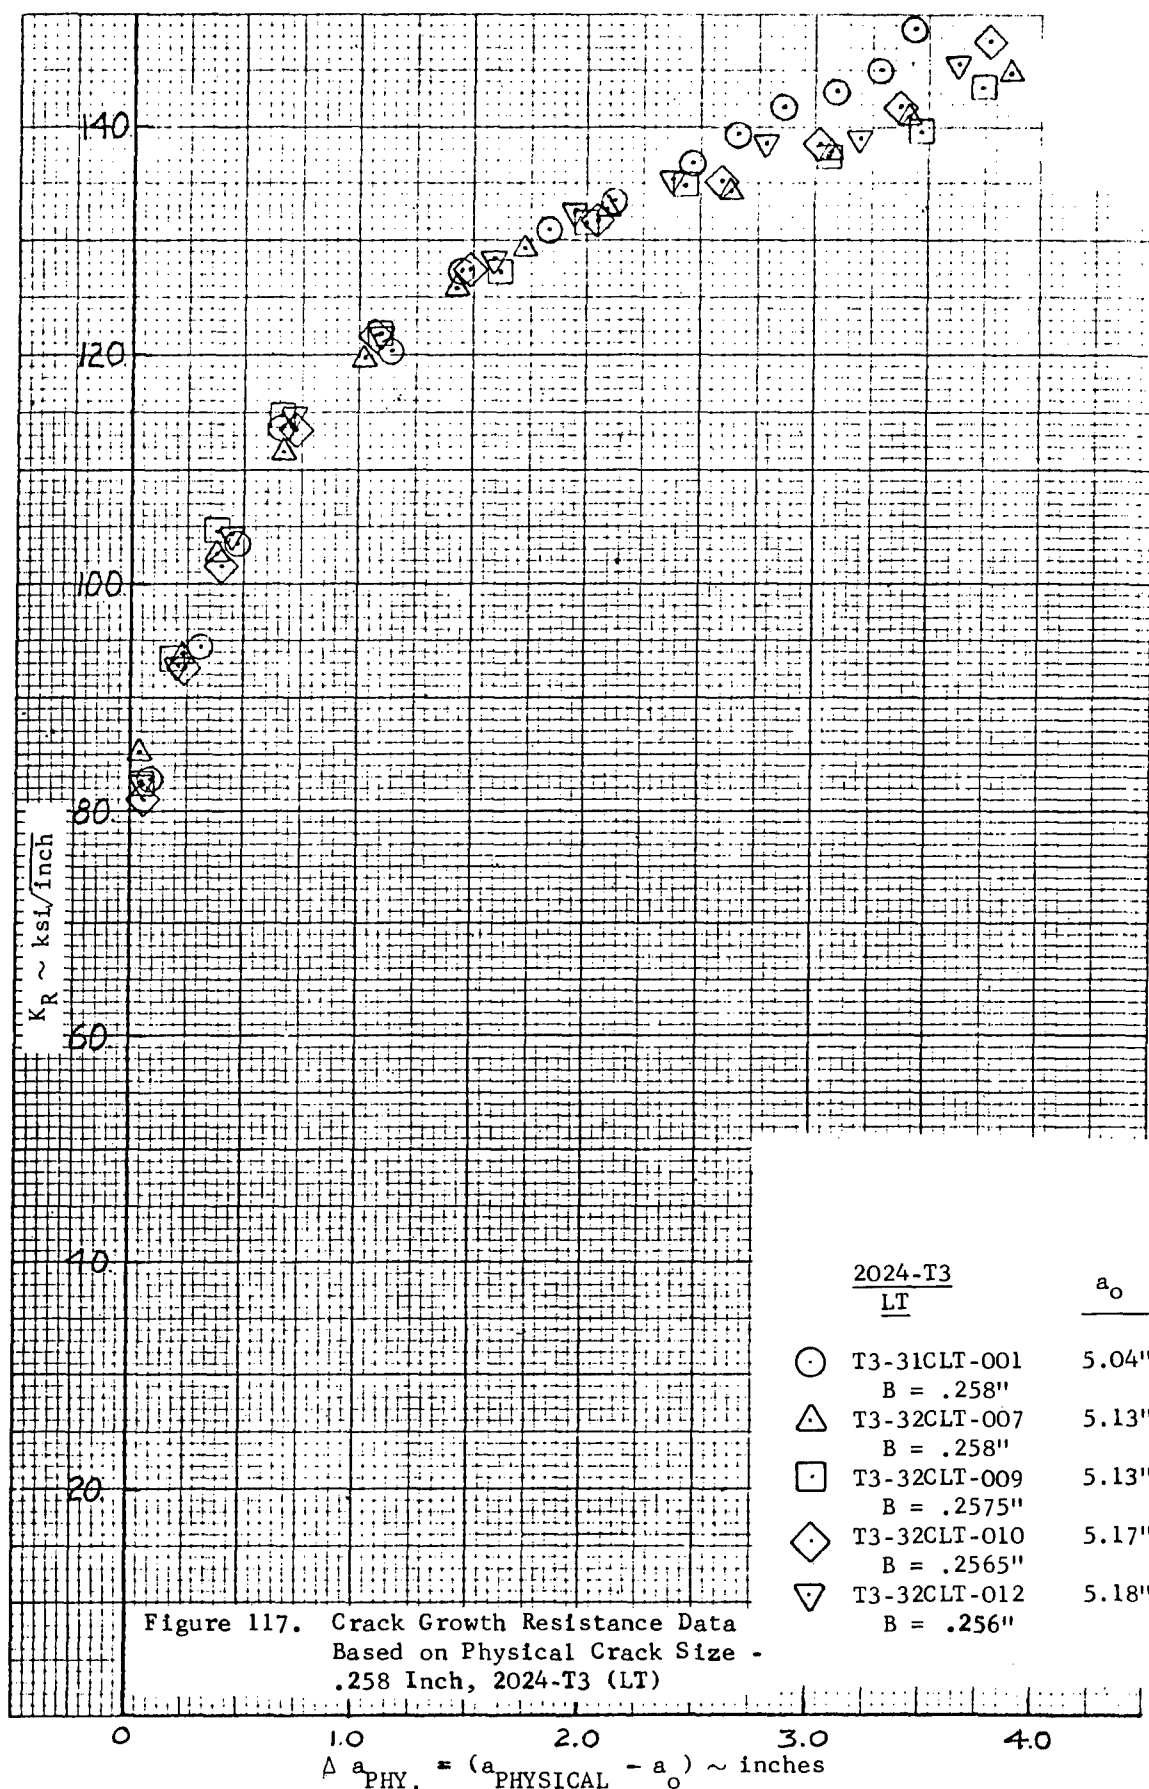 140.
120
100
80.
K_R ~ ksi√inch
60
40.
20.
2024-T3 a_o
LT
T3-31CLT-001 5.04"
B = .258"
T3-32CLT-007 5.13"
B = .258"
T3-32CLT-009 5.13"
B = .2575"
T3-32CLT-010 5.17"
B = .2565"
T3-32CLT-012 5.18"
B = .256"
Figure 117. Crack Growth Resistance Data
Based on Physical Crack Size -
.258 Inch, 2024-T3 (LT)
0 1.0 2.0 3.0 4.0
Δ a_PHY. = (a_PHYSICAL - a_o) ~ inches